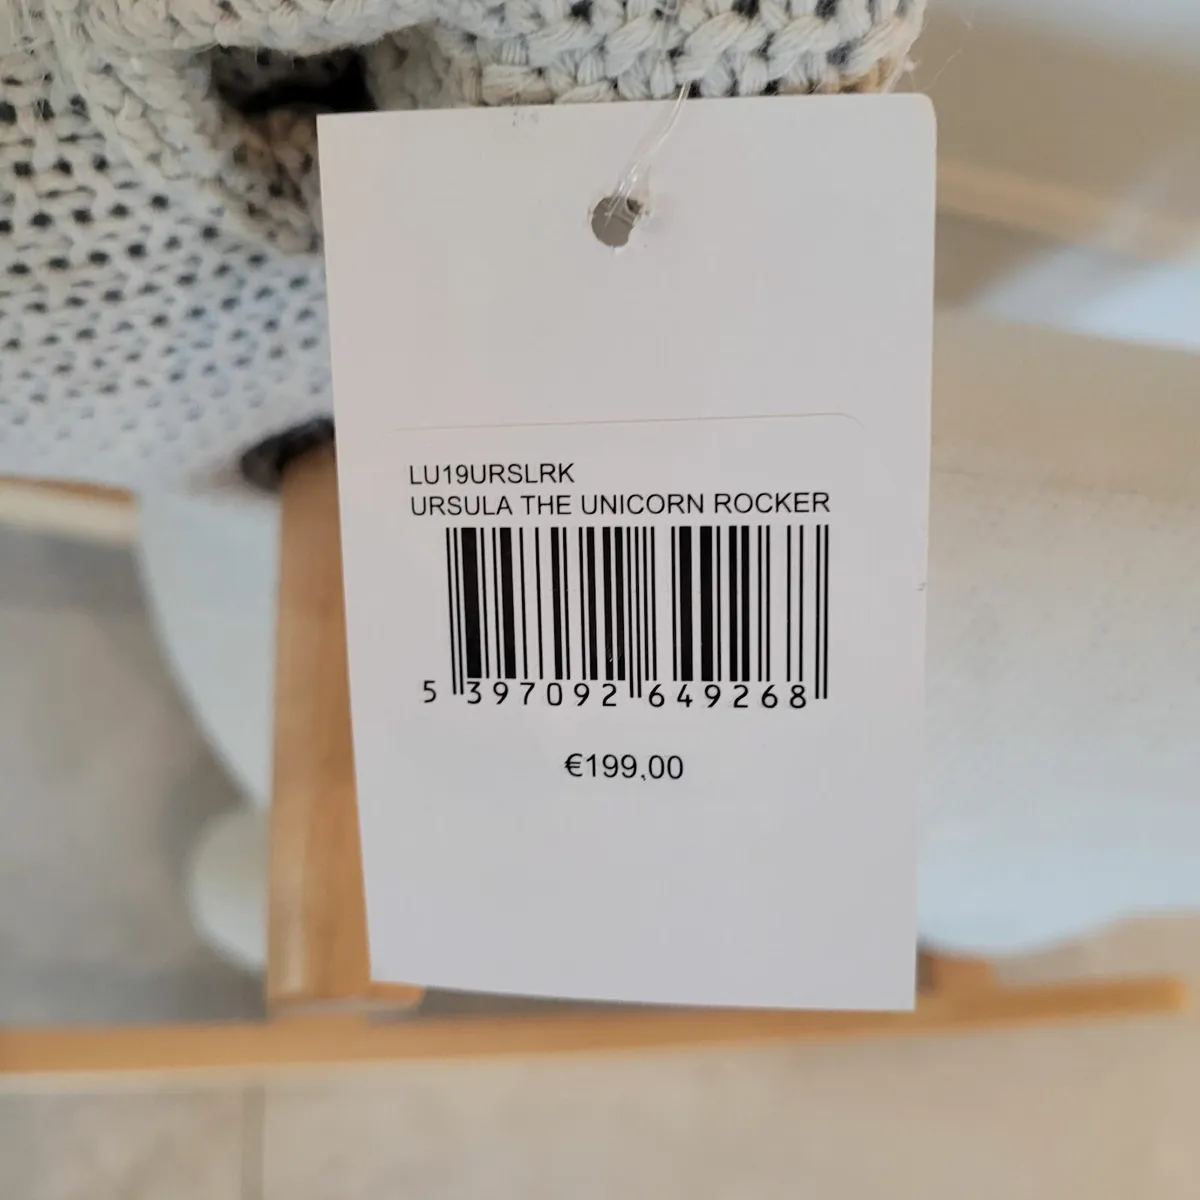 LU19URSLRK
URSULA THE UNICORN ROCKER
5 397092 649268
€199,00